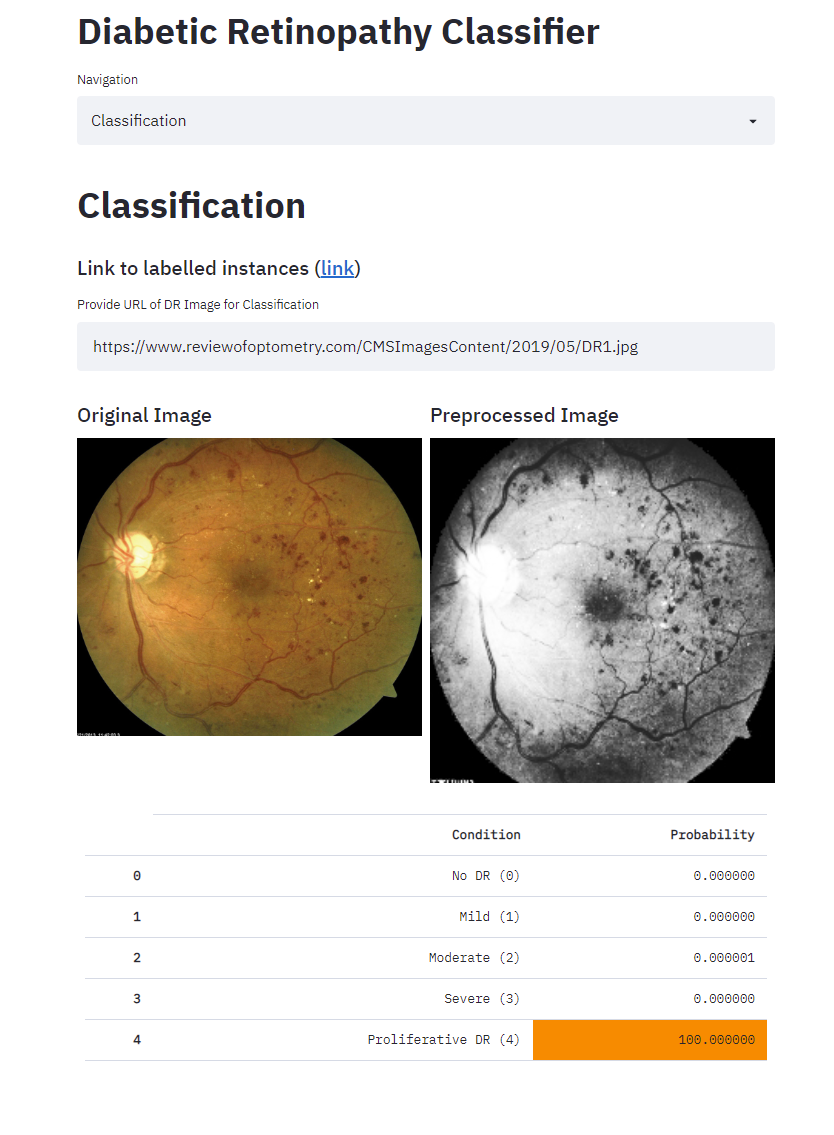 Diabetic Retinopathy Classifier
Navigation
Classification
Classification
Link to labelled instances (link)
Provide URL of DR Image for Classification
https://www.reviewofoptometry.com/CMSImagesContent/2019/05/DR1.jpg
Original Image Preprocessed Image
Condition Probability
0 No DR (0) 0.000000
1 Mild (1) 0.000000
2 Moderate (2) 0.000001
3 Severe (3) 0.000000
4 Proliferative DR (4) 100.000000